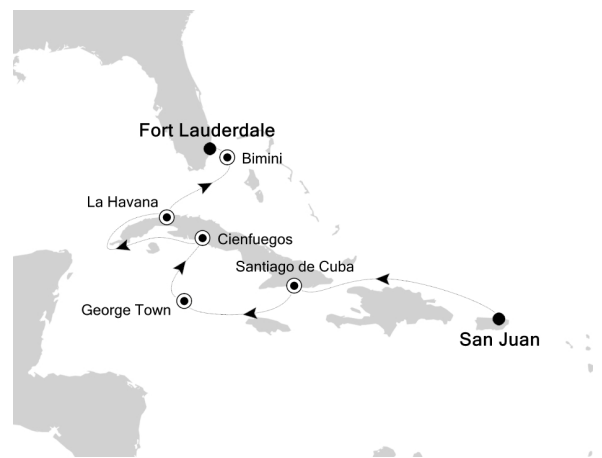 Fort Lauderdale
Bimini
La Havana
Cienfuegos
Santiago de Cuba
George Town
San Juan